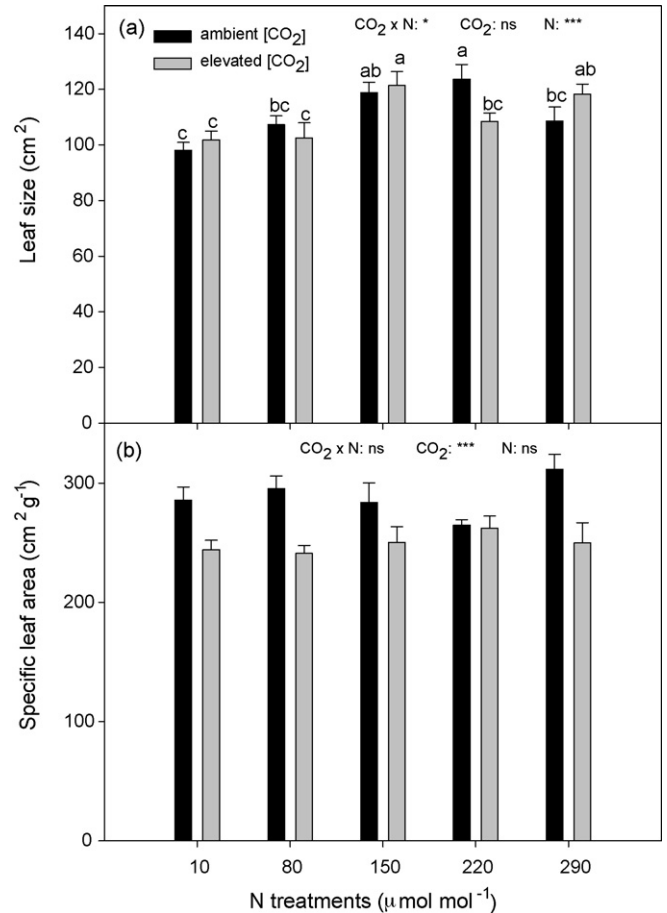 (a)
ambient [CO₂]
elevated [CO₂]
CO₂ x N: * CO₂: ns N: ***
Leaf size (cm²)
140
120
100
80
60
40
20
0
c c bc c ab a a bc bc ab
(b)
CO₂ x N: ns CO₂: *** N: ns
Specific leaf area (cm² g⁻¹)
300
200
100
0
10 80 150 220 290
N treatments (μ mol mol⁻¹)